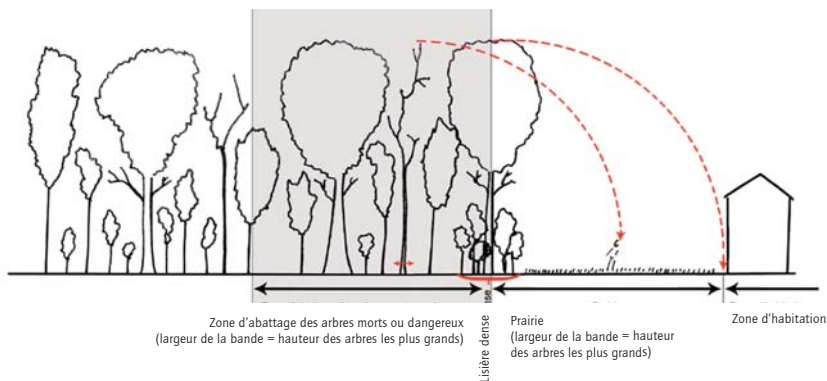 Zone d'abattage des arbres morts ou dangereux
(largeur de la bande = hauteur des arbres les plus grands)
Lisière dense
Prairie
(largeur de la bande = hauteur
des arbres les plus grands)
Zone d'habitation